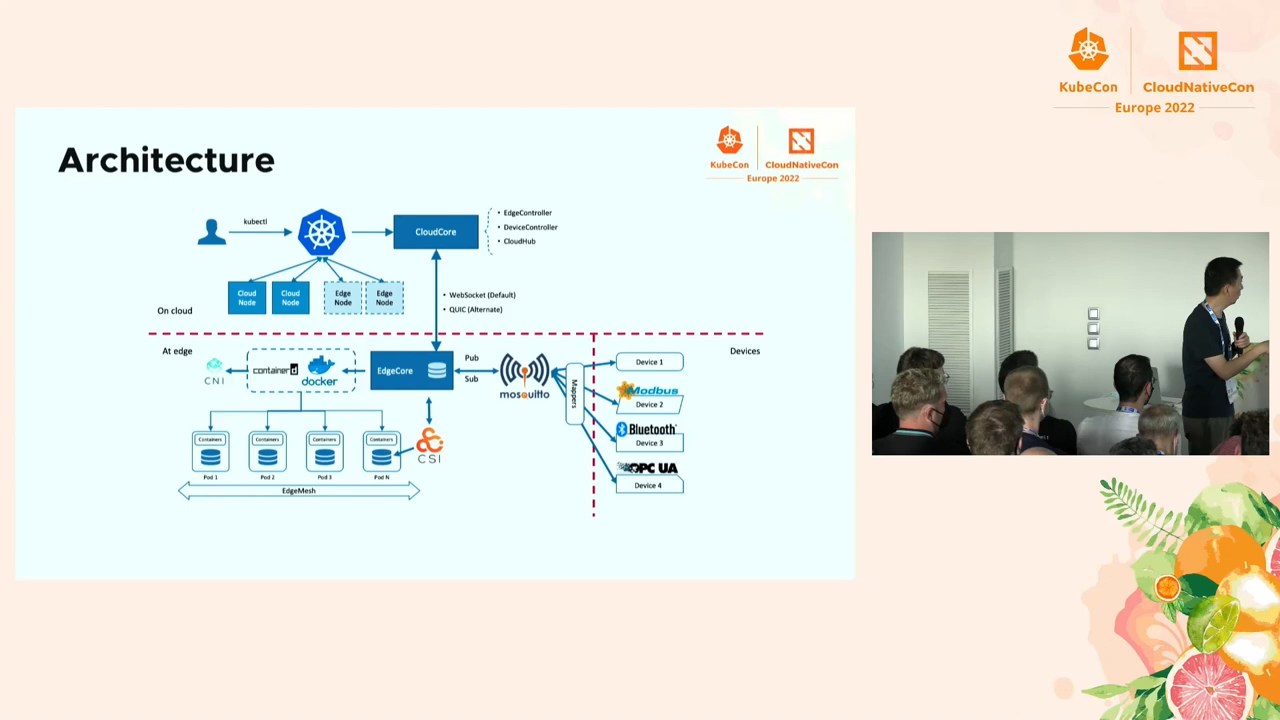 KubeCon
CloudNativeCon
Europe 2022
Architecture
KubeCon
CloudNativeCon
Europe 2022
kubectl
CloudCore
• EdgeController
• DeviceController
• CloudHub
Cloud Node
Cloud Node
Edge Node
Edge Node
On cloud
• WebSocket (Default)
• QUIC (Alternate)
At edge
Devices
CNI
containerd
docker
EdgeCore
Pub
Sub
mosquitto
Mappers
Device 1
Modbus
Device 2
Bluetooth
Device 3
OPC UA
Device 4
Containers
Containers
Containers
Containers
CSI
Pod 1
Pod 2
Pod 3
Pod N
EdgeMesh